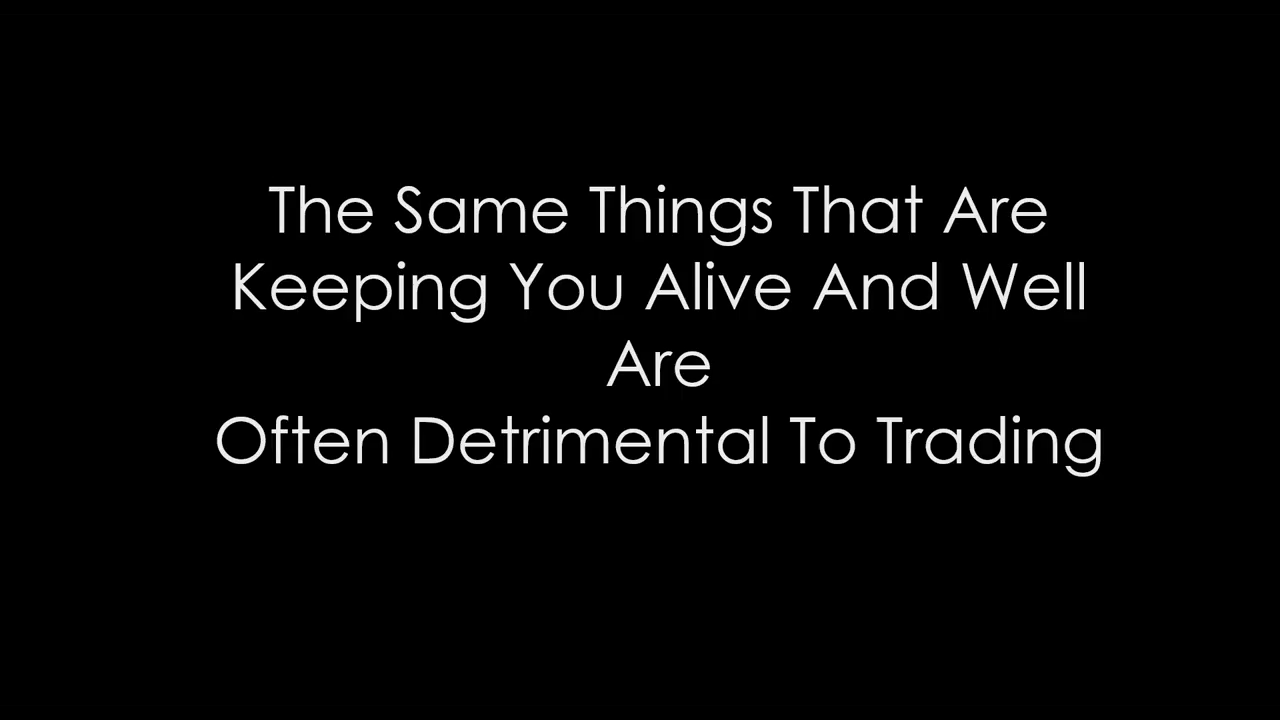 The Same Things That Are
Keeping You Alive And Well
Are
Often Detrimental To Trading